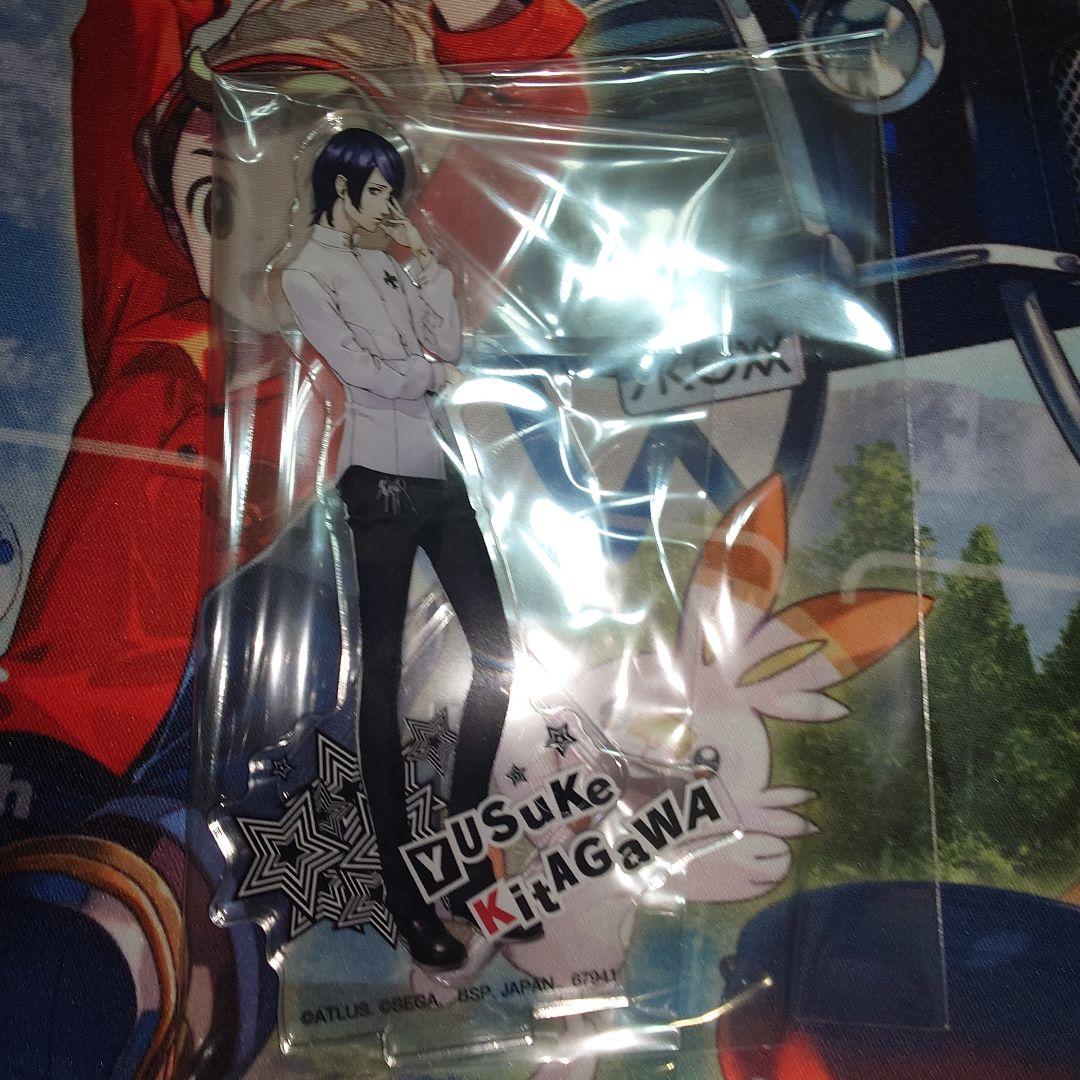 YUSuKe
KitAGaWA
©ATLUS. ©SEGA. BSP. JAPAN 67941